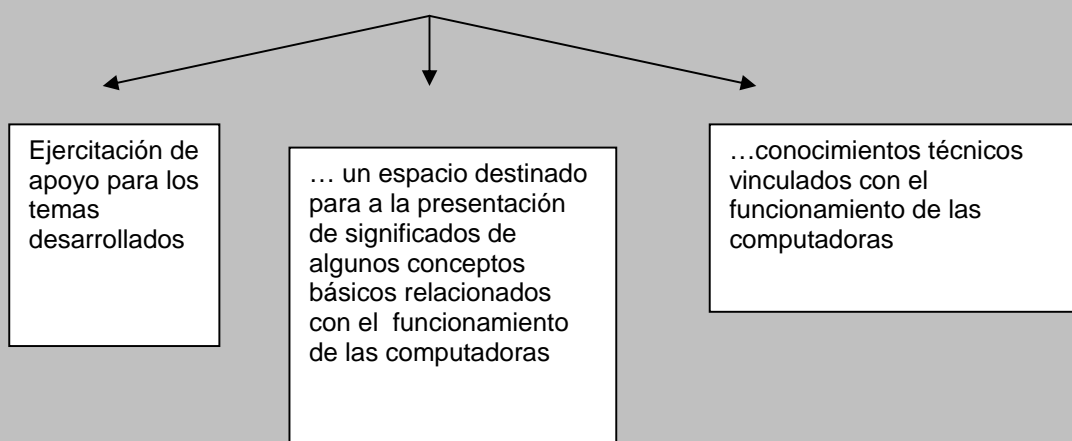 Ejercitación de
apoyo para los
temas
desarrollados
… un espacio destinado
para a la presentación
de significados de
algunos conceptos
básicos relacionados
con el  funcionamiento
de las computadoras
…conocimientos técnicos
vinculados con el
funcionamiento de las
computadoras